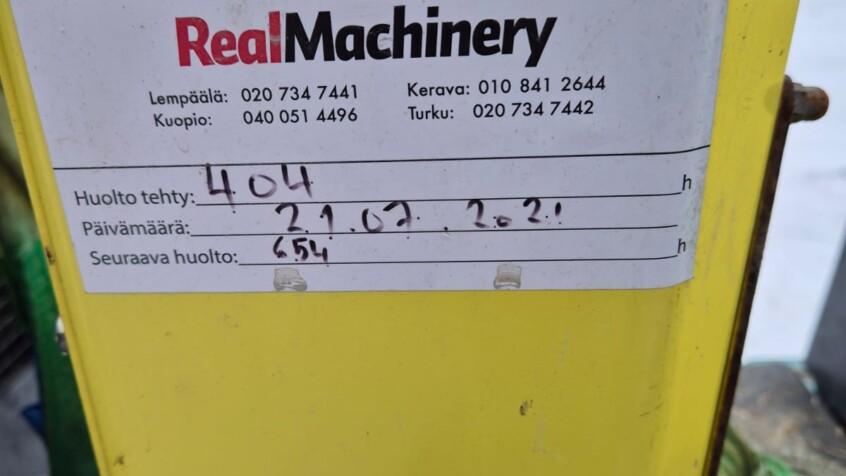 RealMachinery
Lempäälä: 020 734 7441 Kerava: 010 841 2644
Kuopio: 040 051 4496 Turku: 020 734 7442
Huolto tehty: 404 h
Päivämäärä: 21.07.2021
Seuraava huolto: 654 h